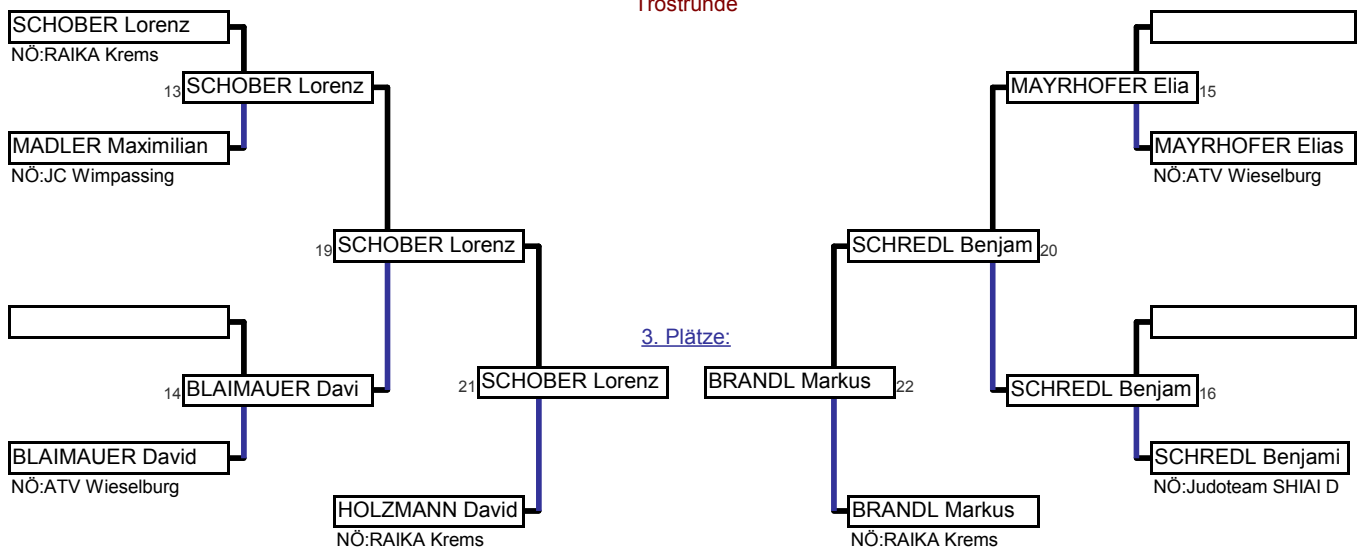 Trostrunde
SCHOBER Lorenz
NÖ:RAIKA Krems
13 SCHOBER Lorenz
MADLER Maximilian
NÖ:JC Wimpassing
19 SCHOBER Lorenz
14 BLAIMAUER Davi
BLAIMAUER David
NÖ:ATV Wieselburg
21 SCHOBER Lorenz
HOLZMANN David
NÖ:RAIKA Krems
3. Plätze:
MAYRHOFER Elia 15
MAYRHOFER Elias
NÖ:ATV Wieselburg
SCHREDL Benjam 20
BRANDL Markus 22
SCHREDL Benjam 16
SCHREDL Benjami
NÖ:Judoteam SHIAI D
BRANDL Markus
NÖ:RAIKA Krems